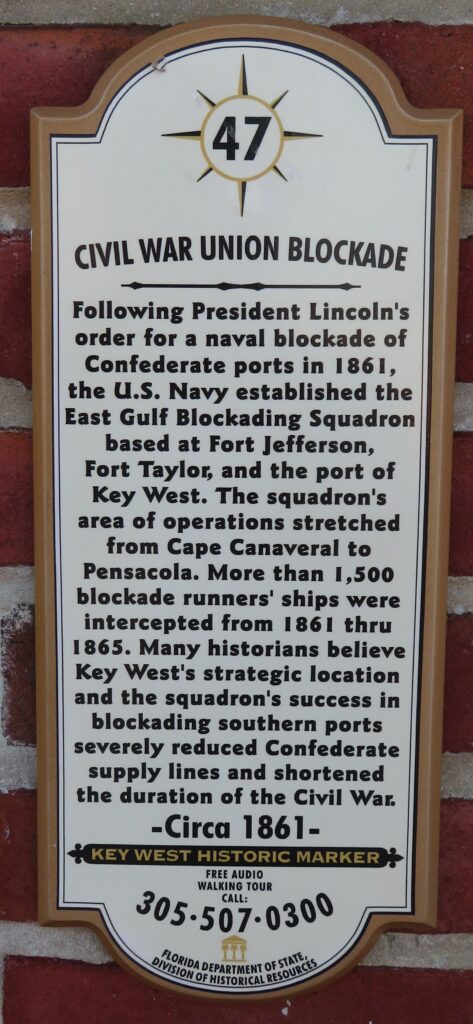 47
CIVIL WAR UNION BLOCKADE
Following President Lincoln's
order for a naval blockade of
Confederate ports in 1861,
the U.S. Navy established the
East Gulf Blockading Squadron
based at Fort Jefferson,
Fort Taylor, and the port of
Key West. The squadron's
area of operations stretched
from Cape Canaveral to
Pensacola. More than 1,500
blockade runners' ships were
intercepted from 1861 thru
1865. Many historians believe
Key West's strategic location
and the squadron's success in
blockading southern ports
severely reduced Confederate
supply lines and shortened
the duration of the Civil War.
-Circa 1861-
KEY WEST HISTORIC MARKER
FREE AUDIO
WALKING TOUR
CALL:
305·507·0300
FLORIDA DEPARTMENT OF STATE,
DIVISION OF HISTORICAL RESOURCES